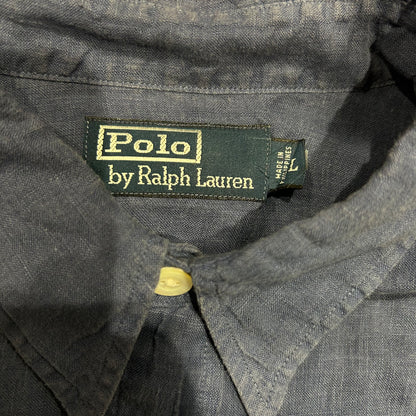 Polo
by Ralph Lauren
MADE IN
PHILIPPINES
L